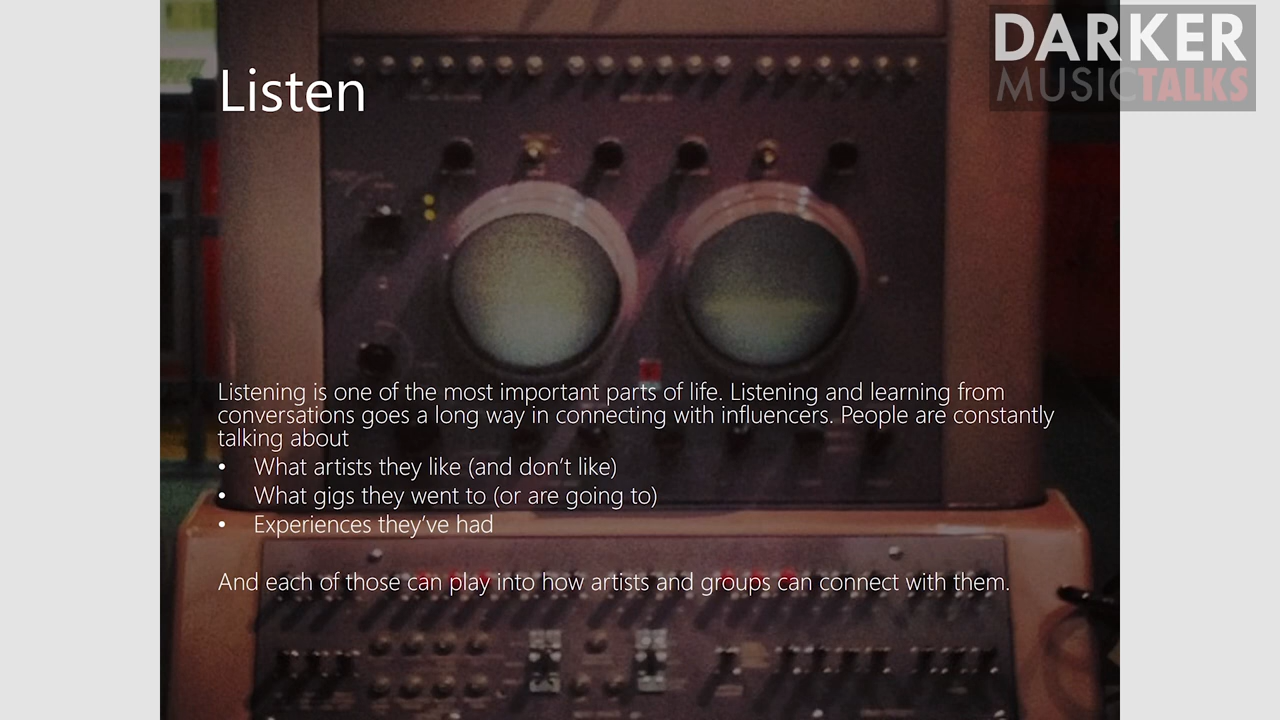 DARKER
MUSICTALKS
Listen
Listening is one of the most important parts of life. Listening and learning from
conversations goes a long way in connecting with influencers. People are constantly
talking about
• What artists they like (and don't like)
• What gigs they went to (or are going to)
• Experiences they've had
And each of those can play into how artists and groups can connect with them.